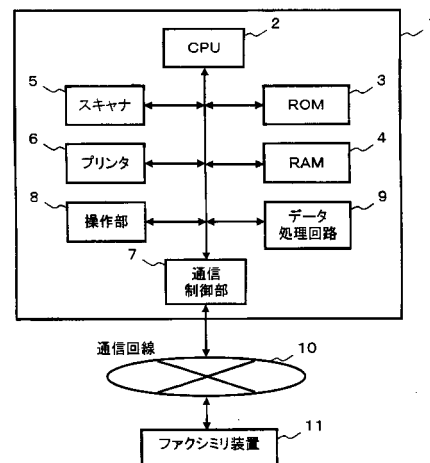 1
2
CPU
5
3
スキャナ
ROM
6
4
プリンタ
RAM
8
9
操作部
データ
処理回路
7
通信
制御部
通信回線
10
11
ファクシミリ装置